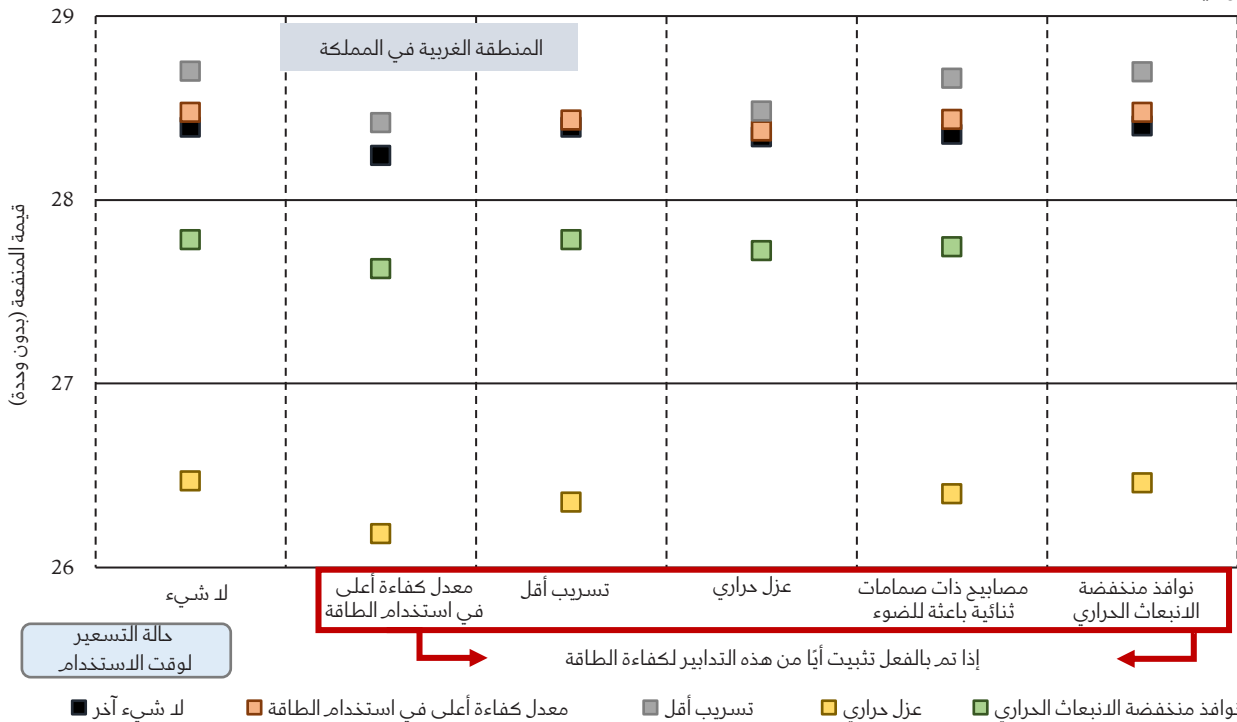 29
28
27
26
قيمة المنفعة (بدون وحدة)
المنطقة الغربية في المملكة
لا شيء
معدل كفاءة أعلى
في استخدام الطاقة
تسريب أقل
عزل حراري
مصابيح ذات صمامات
ثنائية باعثة للضوء
نوافذ منخفضة
الانبعاث الحراري
حالة التسعير
لوقت الاستخدام
إذا تم بالفعل تثبيت أيًا من هذه التدابير لكفاءة الطاقة
لا شيء آخر
معدل كفاءة أعلى في استخدام الطاقة
تسريب أقل
عزل حراري
نوافذ منخفضة الانبعاث الحراري